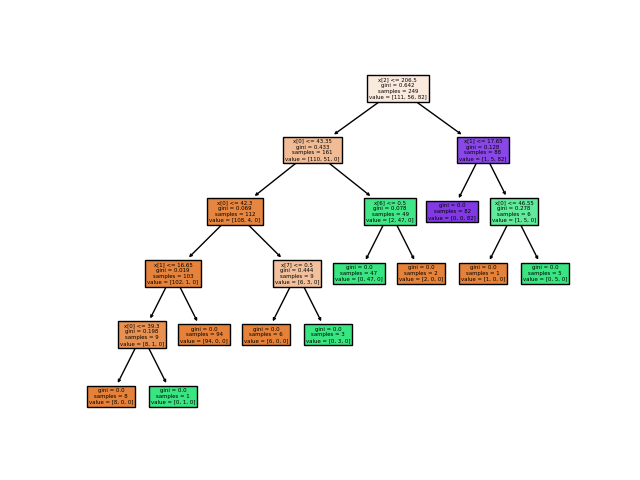 x[2] <= 206.5
gini = 0.642
samples = 249
value = [111, 56, 82]
x[0] <= 43.35
gini = 0.433
samples = 161
value = [110, 51, 0]
x[1] <= 17.65
gini = 0.128
samples = 88
value = [1, 5, 82]
x[0] <= 42.3
gini = 0.069
samples = 112
value = [108, 4, 0]
x[6] <= 0.5
gini = 0.078
samples = 49
value = [2, 47, 0]
gini = 0.0
samples = 82
value = [0, 0, 82]
x[0] <= 46.55
gini = 0.278
samples = 6
value = [1, 5, 0]
x[1] <= 16.65
gini = 0.019
samples = 103
value = [102, 1, 0]
x[7] <= 0.5
gini = 0.444
samples = 9
value = [6, 3, 0]
gini = 0.0
samples = 47
value = [0, 47, 0]
gini = 0.0
samples = 2
value = [2, 0, 0]
gini = 0.0
samples = 1
value = [1, 0, 0]
gini = 0.0
samples = 5
value = [0, 5, 0]
x[0] <= 39.3
gini = 0.198
samples = 9
value = [8, 1, 0]
gini = 0.0
samples = 94
value = [94, 0, 0]
gini = 0.0
samples = 6
value = [6, 0, 0]
gini = 0.0
samples = 3
value = [0, 3, 0]
gini = 0.0
samples = 8
value = [8, 0, 0]
gini = 0.0
samples = 1
value = [0, 1, 0]